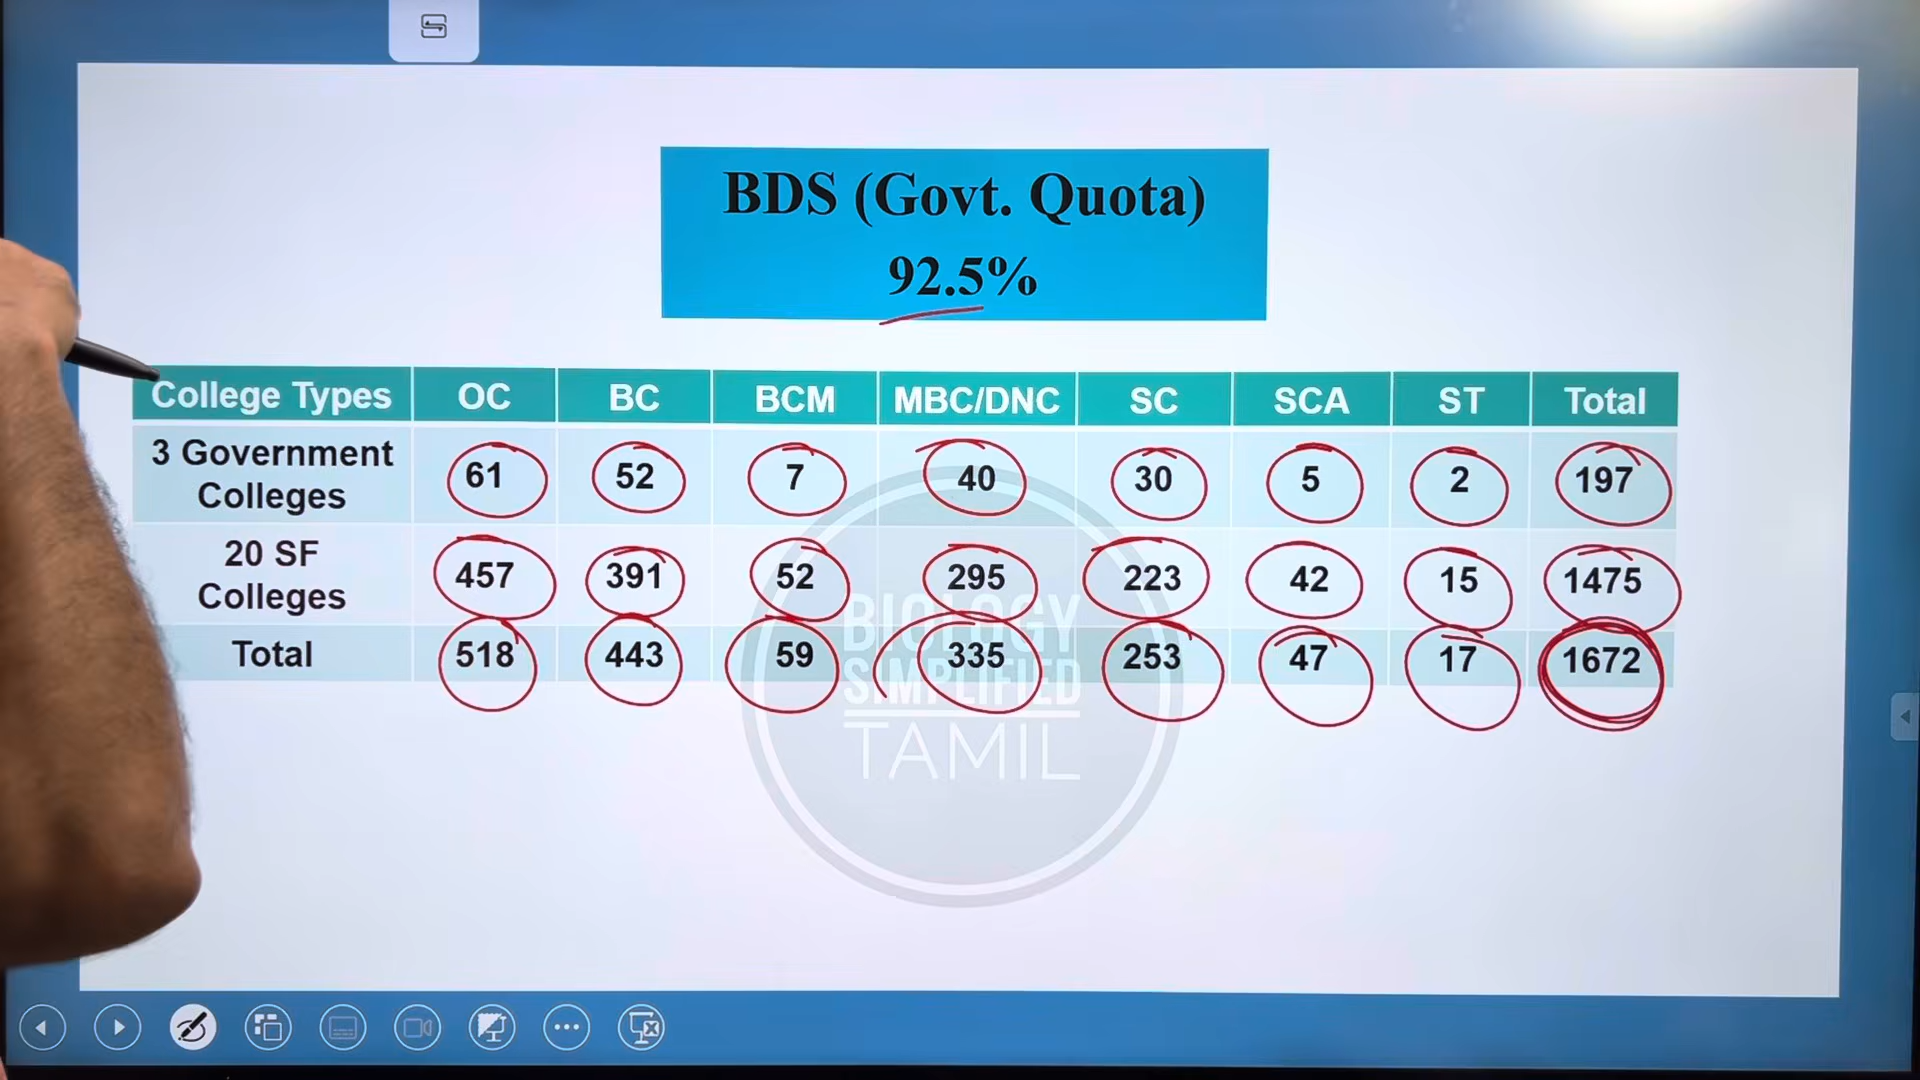 BDS (Govt. Quota)
92.5%
College Types OC BC BCM MBC/DNC SC SCA ST Total
3 Government Colleges 61 52 7 40 30 5 2 197
20 SF Colleges 457 391 52 295 223 42 15 1475
Total 518 443 59 335 253 47 17 1672
BIOLOGY
SIMPLIFIED
TAMIL